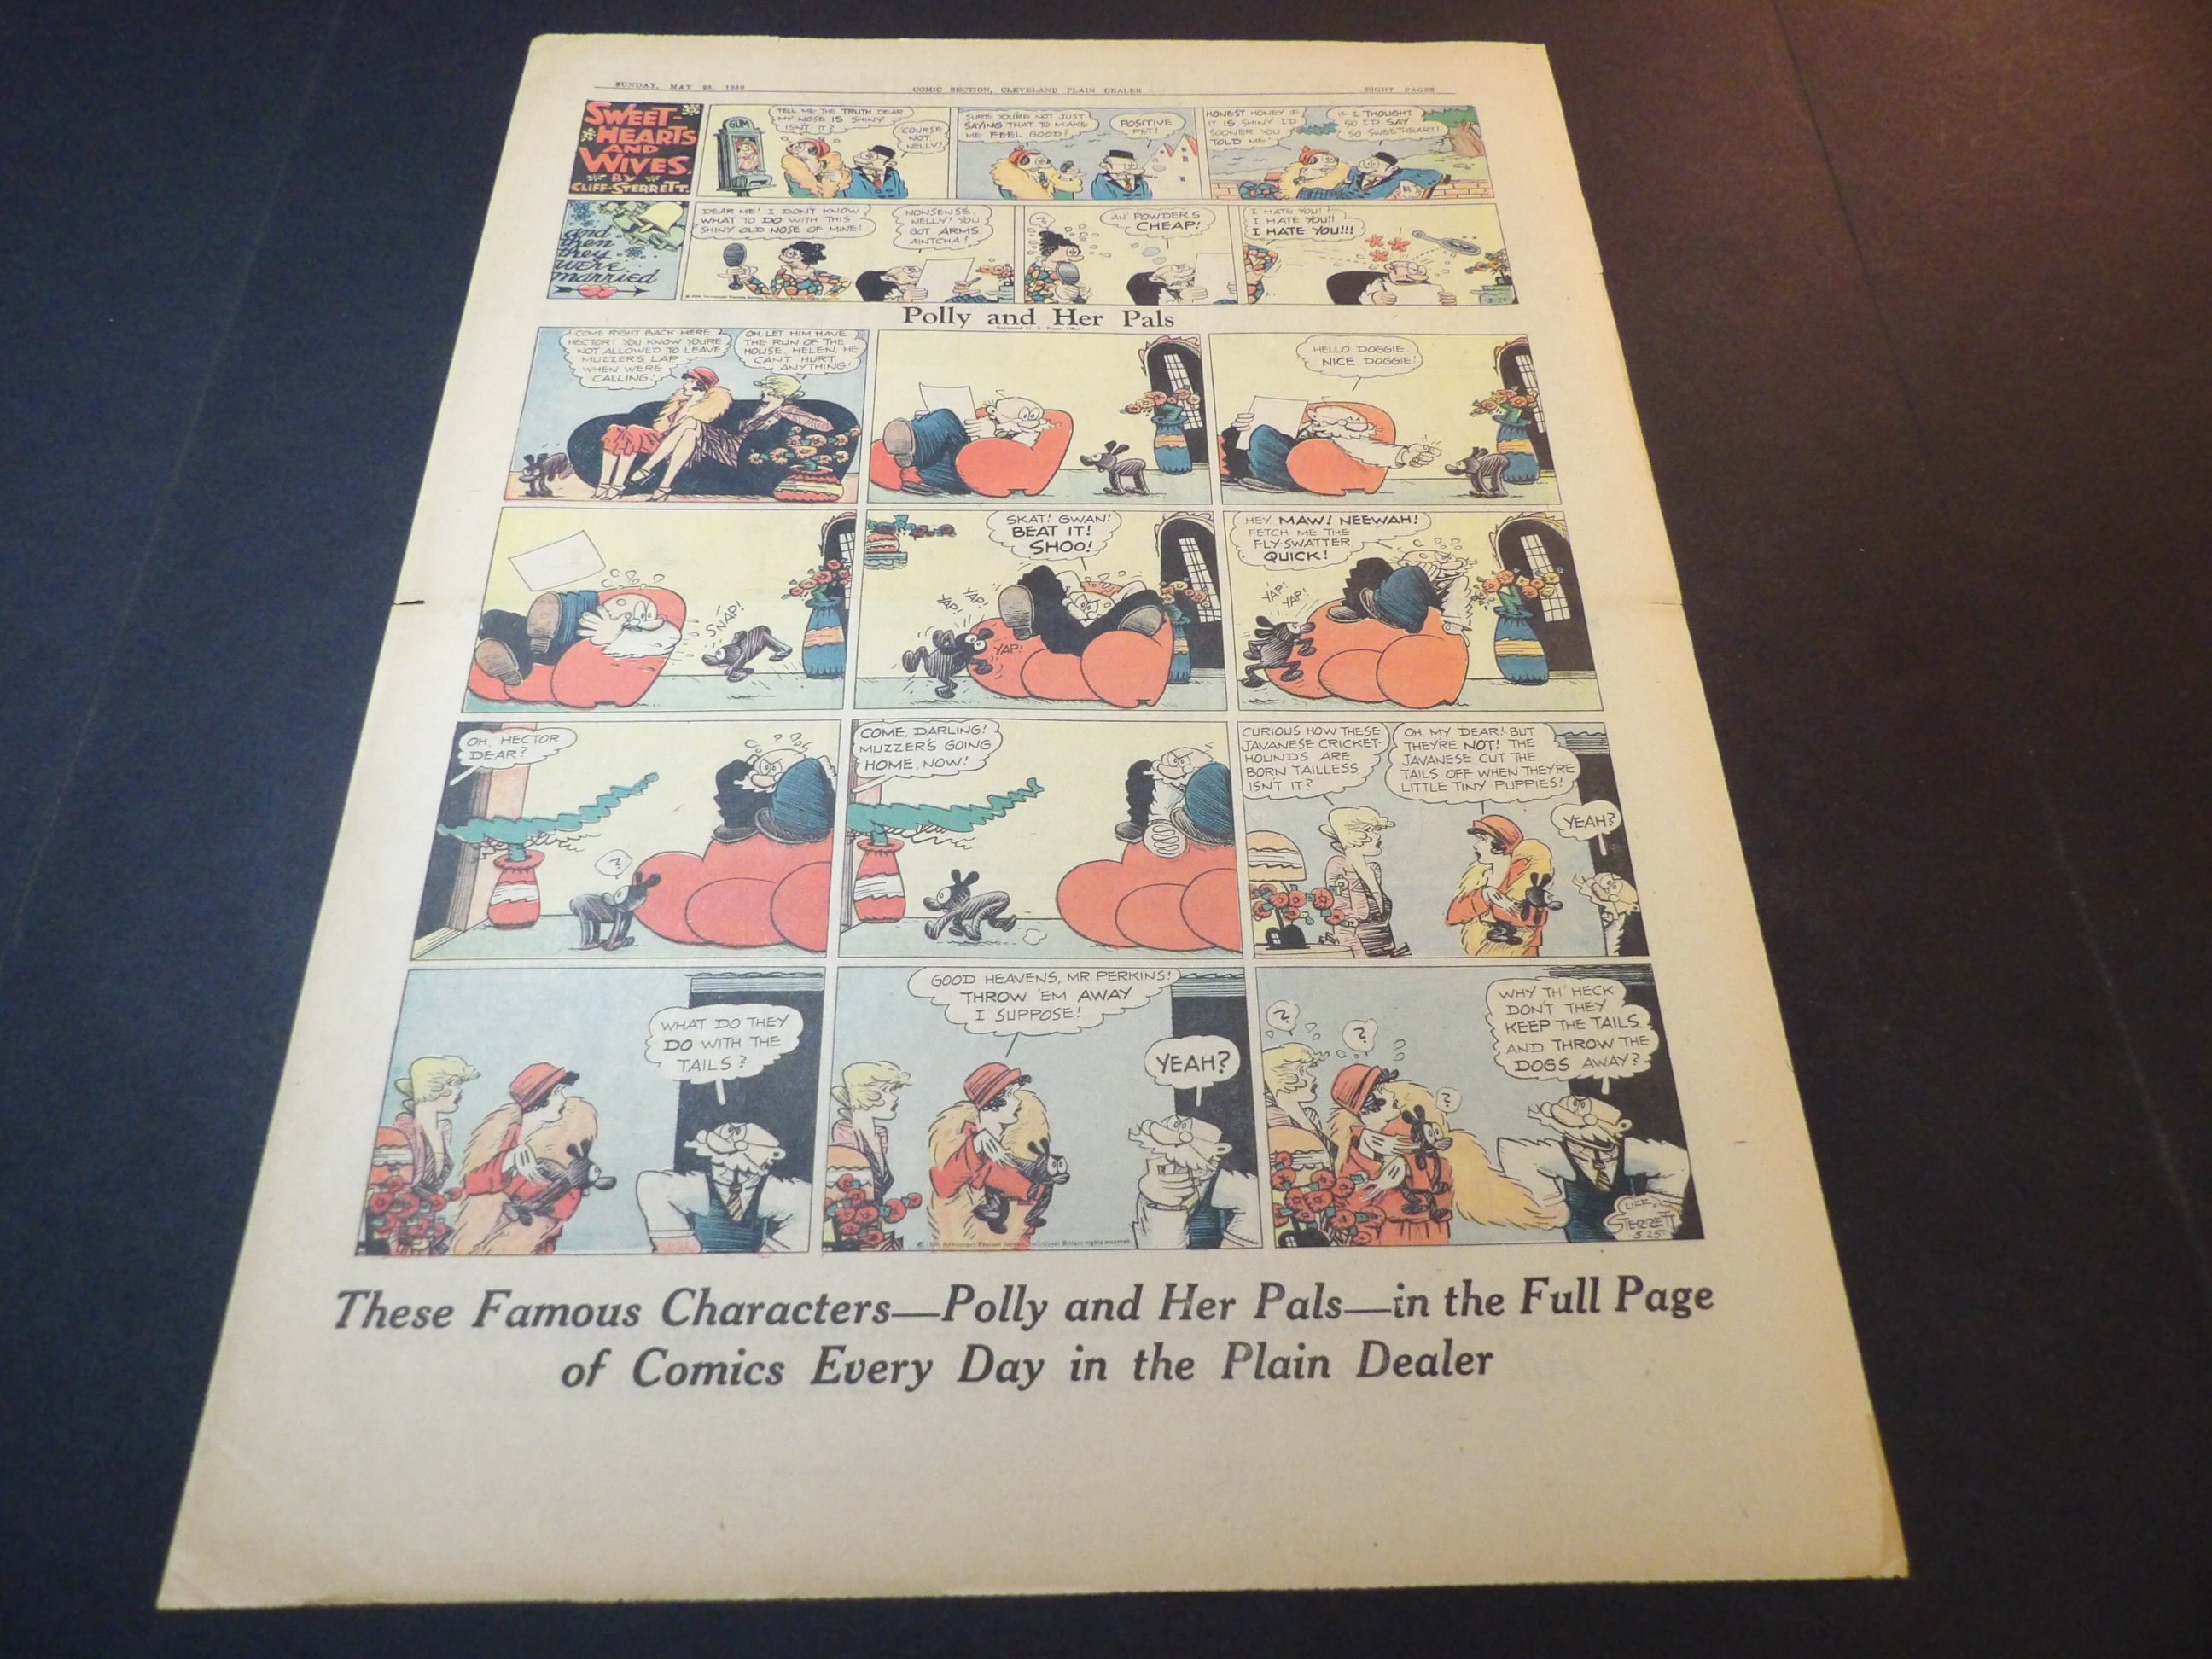 SUNDAY, MAY 25, 1930
COMIC SECTION, CLEVELAND PLAIN DEALER
EIGHT PAGES
SWEET-
HEARTS
AND
WIVES.
BY
CLIFF STERRETT.
GUM
TELL ME THE TRUTH DEAR.
MY NOSE IS SHINY
ISNT IT?
'COURSE
NOT
NELLY!
SURE YOU'RE NOT JUST
SAYING THAT TO MAKE
ME FEEL GOOD?
POSITIVE
PET!
HONEST HONEY IF
IT IS SHINY I'D
SOONER YOU
TOLD ME!
IF I THOUGHT
SO I'D SAY
SO SWEETHEART!
and
then
they
were
married
DEAR ME! I DON'T KNOW
WHAT TO DO WITH THIS
SHINY OLD NOSE OF MINE!
NONSENSE,
NELLY! YOU
GOT ARMS
AINTCHA?
?
AN' POWDERS
CHEAP!
I HATE YOU!
I HATE YOU!!
I HATE YOU!!!
Polly and Her Pals
COME RIGHT BACK HERE,
HECTOR! YOU KNOW YOU'RE
NOT ALLOWED TO LEAVE
MUZZER'S LAP
WHEN WERE
CALLING!
OH LET HIM HAVE
THE RUN OF THE
HOUSE, HELEN. HE
CAN'T HURT
ANYTHING!
HELLO DOGGIE.
NICE DOGGIE!
SNAP!
SKAT! GWAN!
BEAT IT!
SHOO!
YAP!
YAP!
YAP!
HEY, MAW! NEEWAH!
FETCH ME THE
FLY-SWATTER
QUICK!
YAP!
YAP!
OH, HECTOR
DEAR?
?
COME, DARLING!
MUZZER'S GOING
HOME, NOW!
CURIOUS HOW THESE
JAVANESE CRICKET-
HOUNDS ARE
BORN TAILLESS
ISNT IT?
OH MY DEAR! BUT
THEY'RE NOT! THE
JAVANESE CUT THE
TAILS OFF WHEN THEY'RE
LITTLE TINY PUPPIES!
YEAH?
WHAT DO THEY
DO WITH THE
TAILS?
GOOD HEAVENS, MR PERKINS!
THROW 'EM AWAY
I SUPPOSE!
YEAH?
?
?
?
WHY TH' HECK
DON'T THEY
KEEP THE TAILS
AND THROW THE
DOGS AWAY?
CLIFF
STERRETT
5-25
These Famous Characters—Polly and Her Pals—in the Full Page
of Comics Every Day in the Plain Dealer